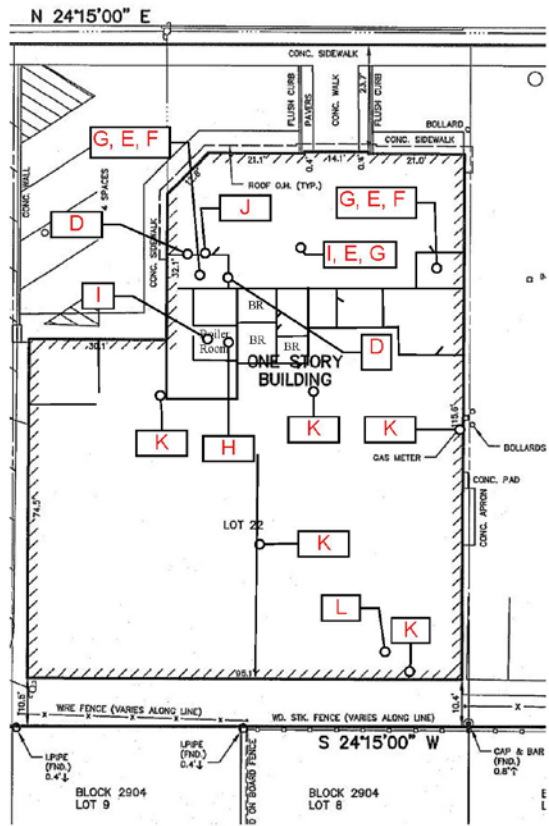 N 24°15'00" E
CONC. SIDEWALK
FLUSH CURB
PAVERS
CONC. WALK
23.7'
FLUSH CURB
BOLLARD
CONC. SIDEWALK
G, E, F
21.1'
0.4'
14.1'
0.4'
21.0'
CONC. WALL
4 SPACES
ROOF O.H. (TYP.)
J
G, E, F
D
CONC. SIDEWALK
32.1'
I, E, G
I
BR
Boiler
Room
BR
BR
D
30.1'
ONE STORY
BUILDING
K
H
K
K
15.6'
GAS METER
BOLLARDS
CONC. PAD
CONC. APRON
74.5'
LOT 22
K
L
K
95.1'
10.5'
10.4'
WIRE FENCE (VARIES ALONG LINE)
WD. STK. FENCE (VARIES ALONG LINE)
S 24°15'00" W
I.PIPE
(FND.)
0.4'↓
I.PIPE
(FND.)
0.4'↓
ON BOARD FENCE
CAP & BAR
(FND.)
0.8'↑
BLOCK 2904
LOT 9
BLOCK 2904
LOT 8